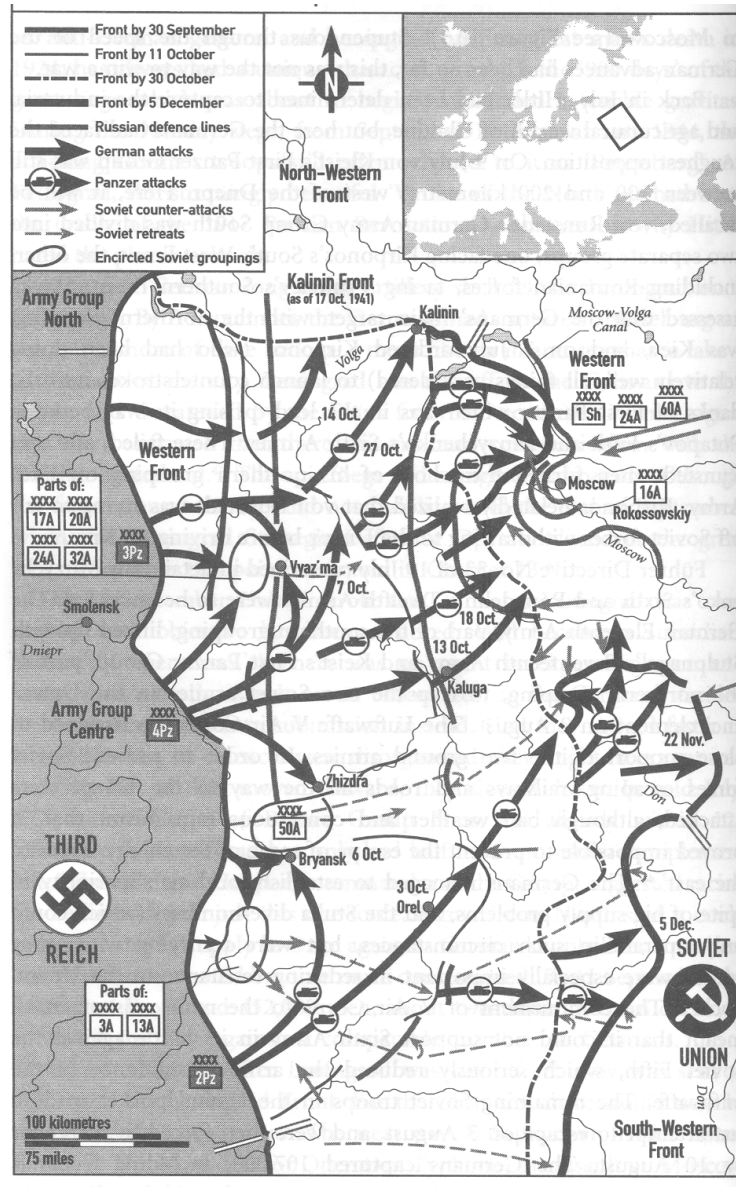 Front by 30 September
Front by 11 October
Front by 30 October
Front by 5 December
Russian defence lines
German attacks
Panzer attacks
Soviet counter-attacks
Soviet retreats
Encircled Soviet groupings
N
North–Western
Front
Army Group
North
Kalinin Front
(as of 17 Oct. 1941)
Kalinin
Moscow-Volga
Canal
Volga
Western
Front
XXXX
1 Sh
XXXX
24A
XXXX
60A
14 Oct.
27 Oct.
Western
Front
Moscow
XXXX
16A
Rokossovskiy
Parts of:
XXXX XXXX
17A 20A
XXXX XXXX
24A 32A
XXXX
3Pz
Moscow
Vyaz'ma
7 Oct.
Smolensk
18 Oct.
Dniepr
13 Oct.
Kaluga
Army Group
Centre
XXXX
4Pz
22 Nov.
Zhizdra
Don
XXXX
50A
THIRD
REICH
Bryansk 6 Oct.
3 Oct.
Orel
5 Dec.
SOVIET
UNION
Parts of:
XXXX XXXX
3A 13A
XXXX
2Pz
Don
100 kilometres
75 miles
South–Western
Front